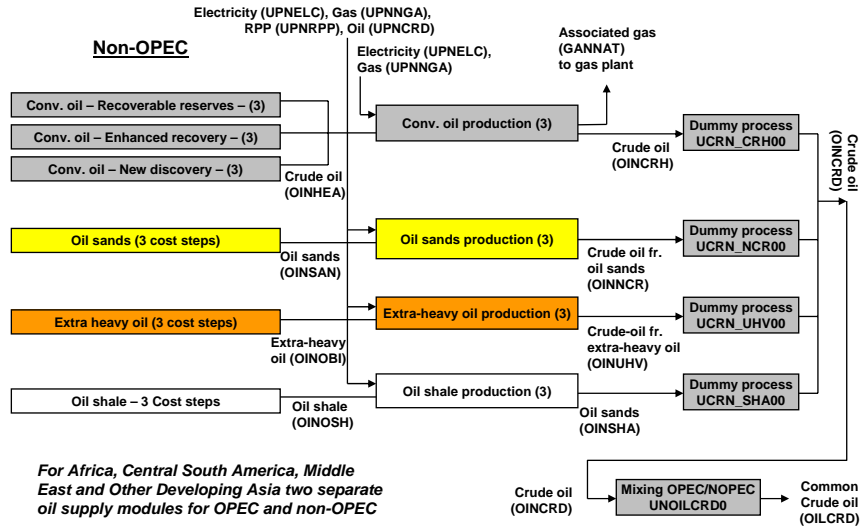 Electricity (UPNELC), Gas (UPNNGA),
RPP (UPNRPP), Oil (UPNCRD)
Non-OPEC
Electricity (UPNELC),
Gas (UPNNGA)
Associated gas
(GANNAT)
to gas plant
Conv. oil – Recoverable reserves – (3)
Conv. oil – Enhanced recovery – (3)
Conv. oil – New discovery – (3)
Crude oil
(OINHEA)
Conv. oil production (3)
Crude oil
(OINCRH)
Dummy process
UCRN_CRH00
Crude oil
(OINCRD)
Oil sands (3 cost steps)
Oil sands
(OINSAN)
Oil sands production (3)
Crude oil fr.
oil sands
(OINNCR)
Dummy process
UCRN_NCR00
Extra heavy oil (3 cost steps)
Extra-heavy
oil (OINOBI)
Extra-heavy oil production (3)
Crude-oil fr.
extra-heavy oil
(OINUHV)
Dummy process
UCRN_UHV00
Oil shale – 3 Cost steps
Oil shale
(OINOSH)
Oil shale production (3)
Oil sands
(OINSHA)
Dummy process
UCRN_SHA00
For Africa, Central South America, Middle
East and Other Developing Asia two separate
oil supply modules for OPEC and non-OPEC
Crude oil
(OINCRD)
Mixing OPEC/NOPEC
UNOILCRD0
Common
Crude oil
(OILCRD)